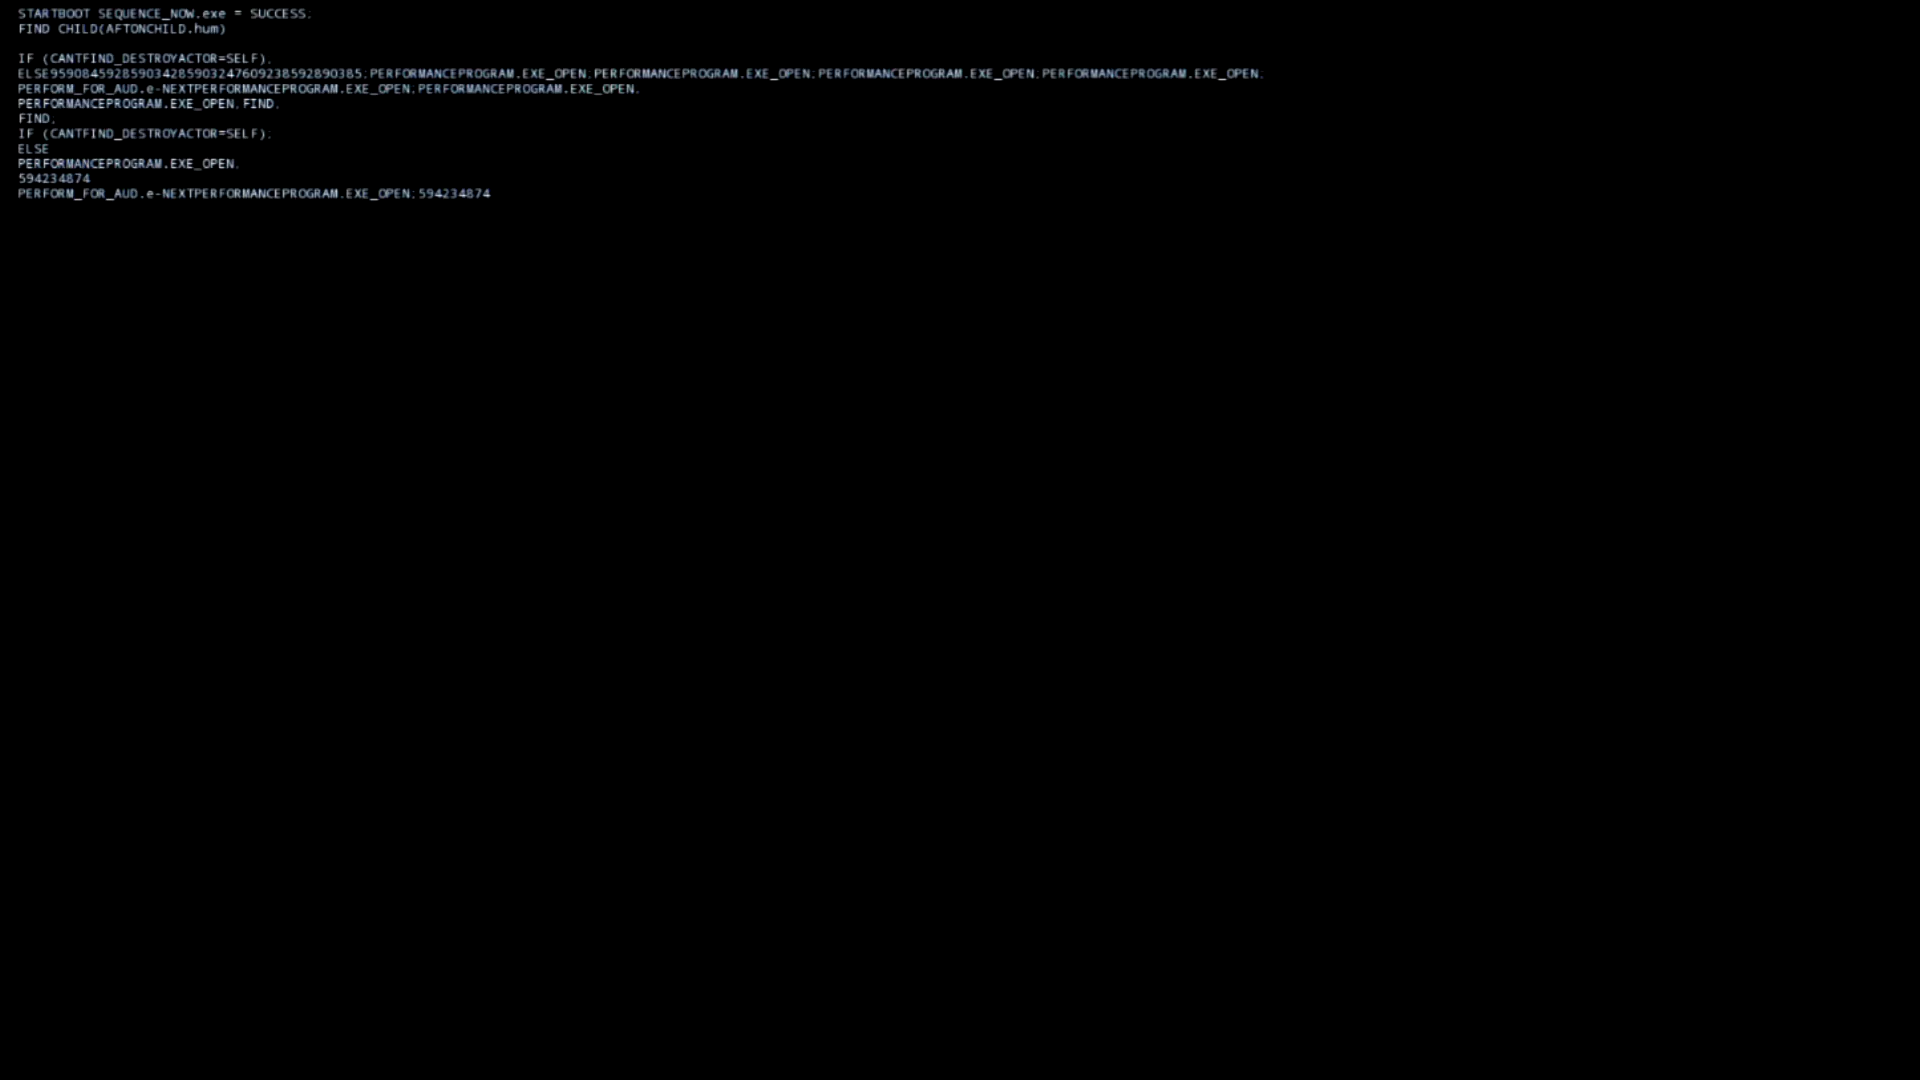 STARTBOOT SEQUENCE_NOW.exe = SUCCESS;
FIND CHILD(AFTONCHILD.hum)
IF (CANTFIND_DESTROYACTOR=SELF);
ELSE9590845928590342859032476092385928903​85;PERFORMANCEPROGRAM.EXE_OPEN;PERFORMANCEPROGRAM.EXE_OPEN;PERFORMANCEPROGRAM.EXE_OPEN;PERFORMANCEPROGRAM.EXE_OPEN;
PERFORM_FOR_AUD.e-NEXTPERFORMANCEPROGRAM.EXE_OPEN;PERFORMANCEPROGRAM.EXE_OPEN;
PERFORMANCEPROGRAM.EXE_OPEN;FIND;
FIND;
IF (CANTFIND_DESTROYACTOR=SELF);
ELSE
PERFORMANCEPROGRAM.EXE_OPEN;
594234874
PERFORM_FOR_AUD.e-NEXTPERFORMANCEPROGRAM.EXE_OPEN;594234874